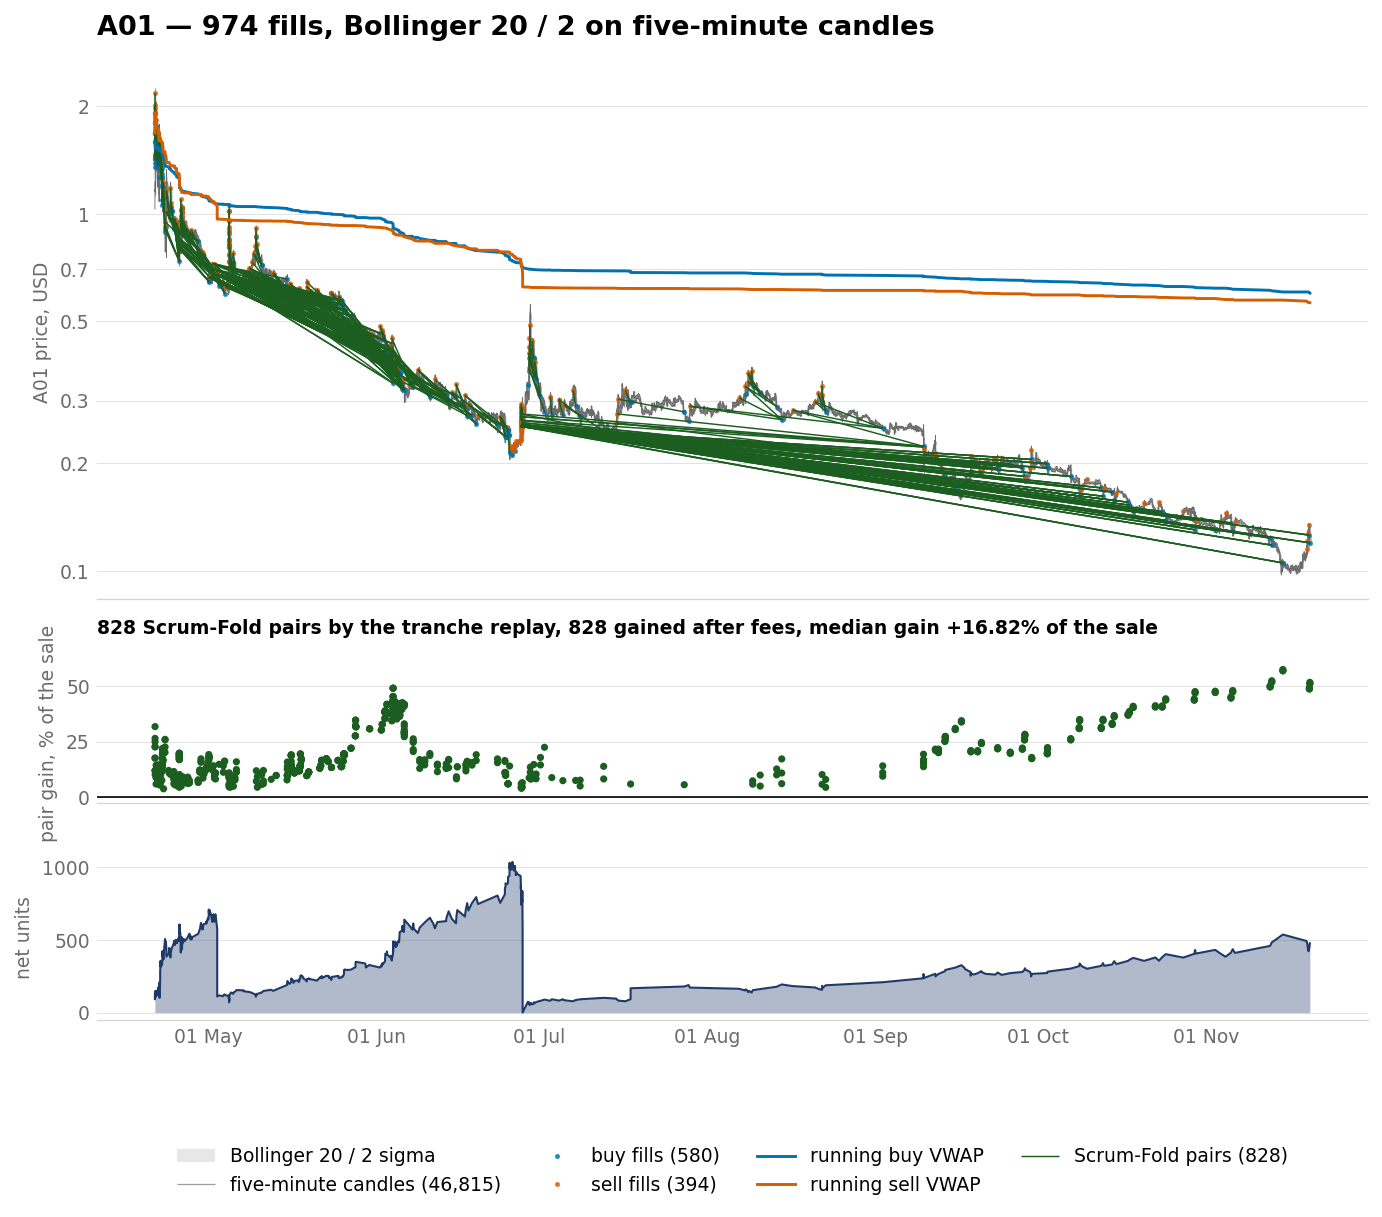 A01 — 974 fills, Bollinger 20 / 2 on five-minute candles
A01 price, USD
2
1
0.7
0.5
0.3
0.2
0.1
828 Scrum-Fold pairs by the tranche replay, 828 gained after fees, median gain +16.82% of the sale
pair gain, % of the sale
50
25
0
net units
1000
500
0
01 May
01 Jun
01 Jul
01 Aug
01 Sep
01 Oct
01 Nov
Bollinger 20 / 2 sigma
five-minute candles (46,815)
buy fills (580)
sell fills (394)
running buy VWAP
running sell VWAP
Scrum-Fold pairs (828)